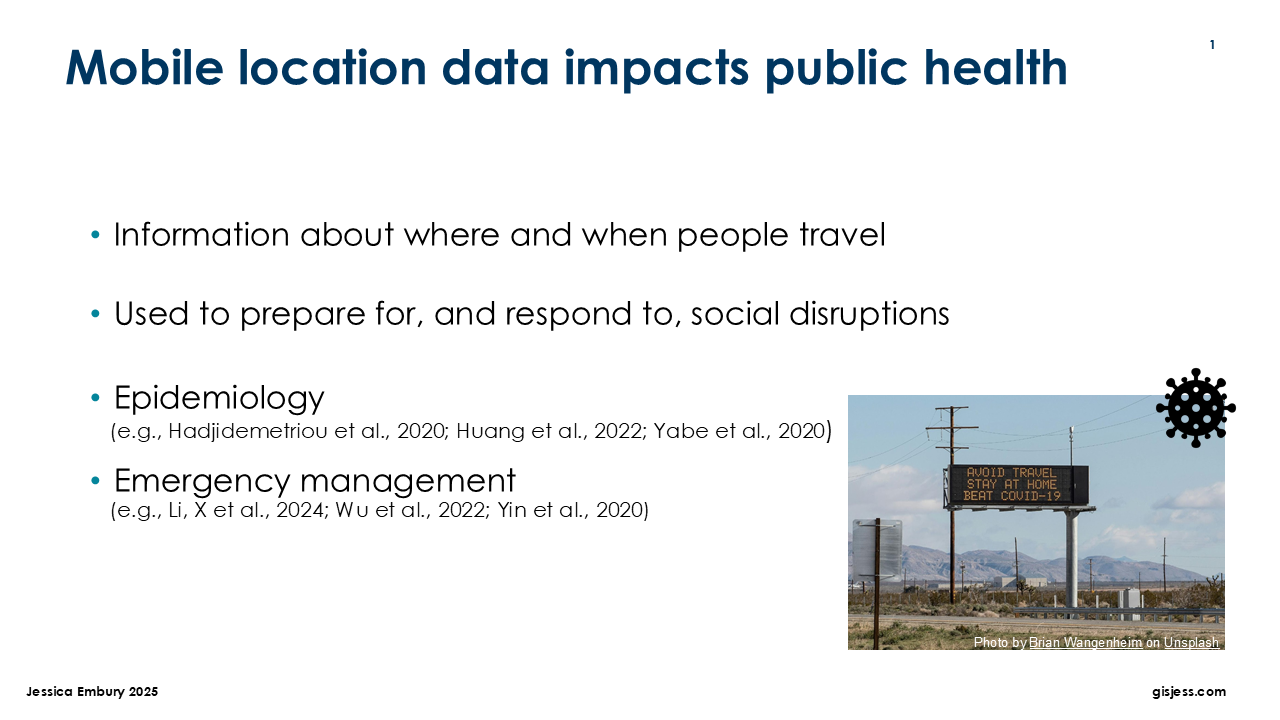 Mobile location data impacts public health
1
• Information about where and when people travel
• Used to prepare for, and respond to, social disruptions
• Epidemiology
(e.g., Hadjidemetriou et al., 2020; Huang et al., 2022; Yabe et al., 2020)
• Emergency management
(e.g., Li, X et al., 2024; Wu et al., 2022; Yin et al., 2020)
AVOID TRAVEL
STAY AT HOME
BEAT COVID-19
Photo by Brian Wangenheim on Unsplash
Jessica Embury 2025
gisjess.com